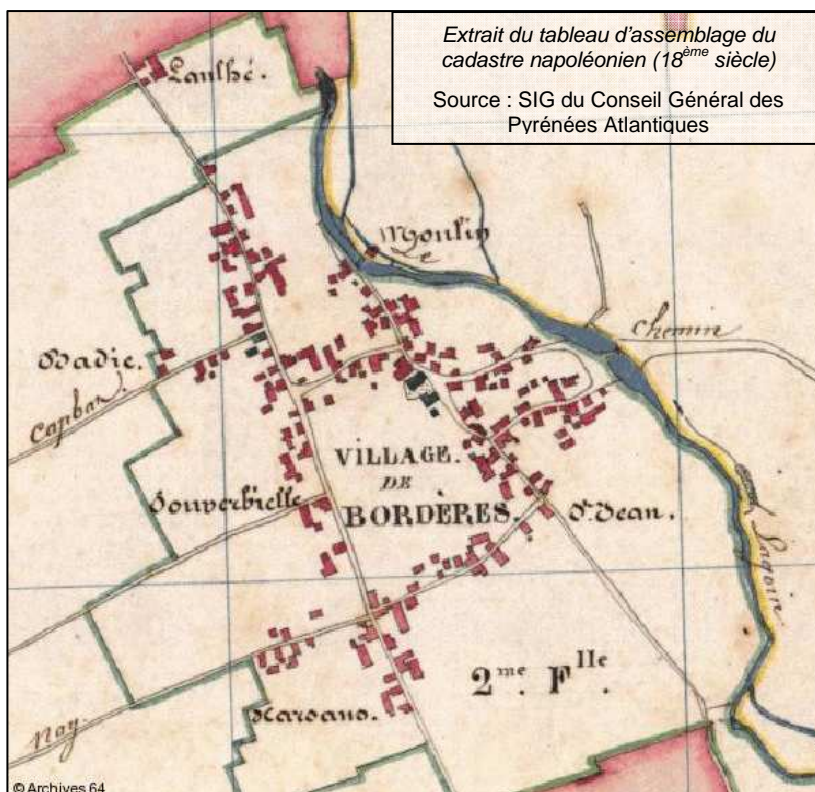 Extrait du tableau d'assemblage du
cadastre napoléonien (18ème siècle)
Source : SIG du Conseil Général des
Pyrénées Atlantiques
Laulhé.
Moulin
Chemin
Badie.
Capbat
VILLAGE.
DE
BORDÈRES.
Souverbielle
St Jean.
Lagoin
2me. Flle.
Marsans.
Nay.
© Archives 64